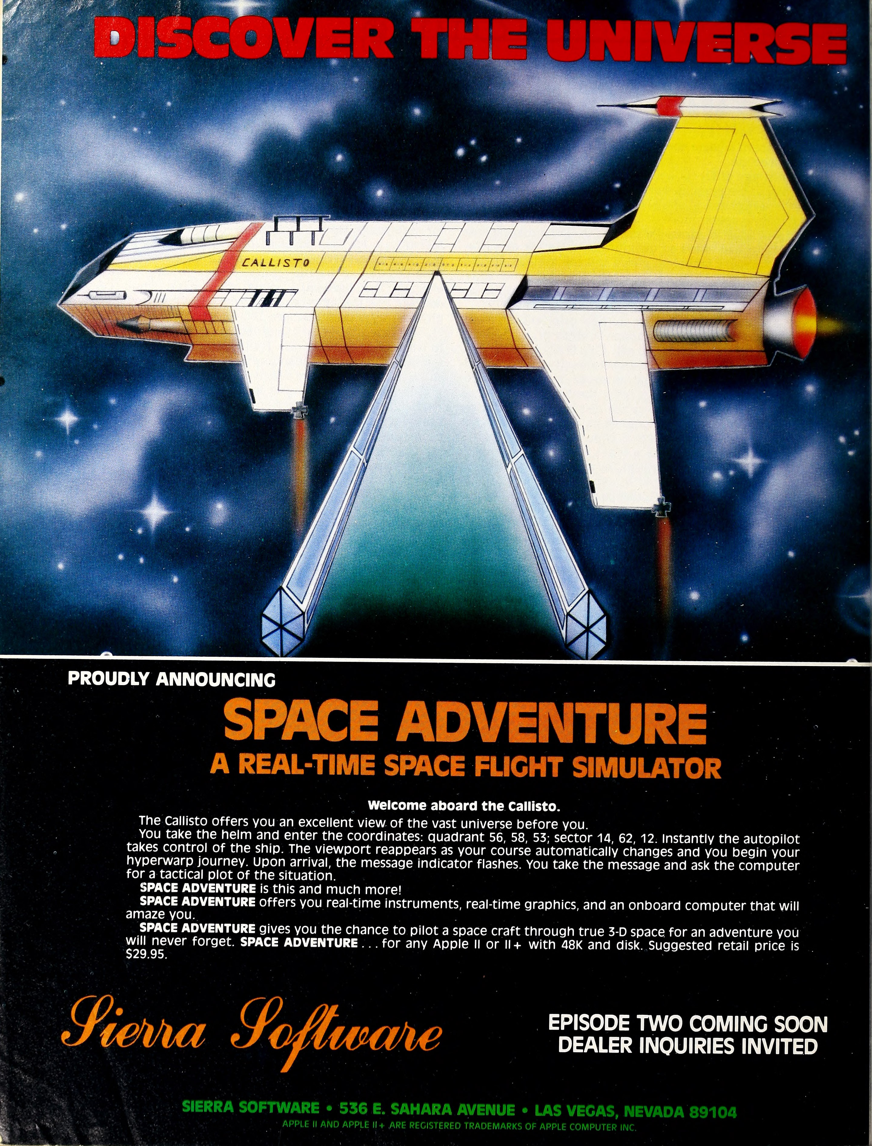 DISCOVER THE UNIVERSE
CALLISTO
PROUDLY ANNOUNCING
SPACE ADVENTURE
A REAL-TIME SPACE FLIGHT SIMULATOR
Welcome aboard the Callisto.
The Callisto offers you an excellent view of the vast universe before you.
You take the helm and enter the coordinates: quadrant 56, 58, 53; sector 14, 62, 12. Instantly the autopilot
takes control of the ship. The viewport reappears as your course automatically changes and you begin your
hyperwarp journey. Upon arrival, the message indicator flashes. You take the message and ask the computer
for a tactical plot of the situation.
SPACE ADVENTURE is this and much more!
SPACE ADVENTURE offers you real-time instruments, real-time graphics, and an onboard computer that will
amaze you.
SPACE ADVENTURE gives you the chance to pilot a space craft through true 3-D space for an adventure you
will never forget. SPACE ADVENTURE . . . for any Apple II or II+ with 48K and disk. Suggested retail price is
$29.95.
Sierra Software
EPISODE TWO COMING SOON
DEALER INQUIRIES INVITED
SIERRA SOFTWARE • 536 E. SAHARA AVENUE • LAS VEGAS, NEVADA 89104
APPLE II AND APPLE II+ ARE REGISTERED TRADEMARKS OF APPLE COMPUTER INC.